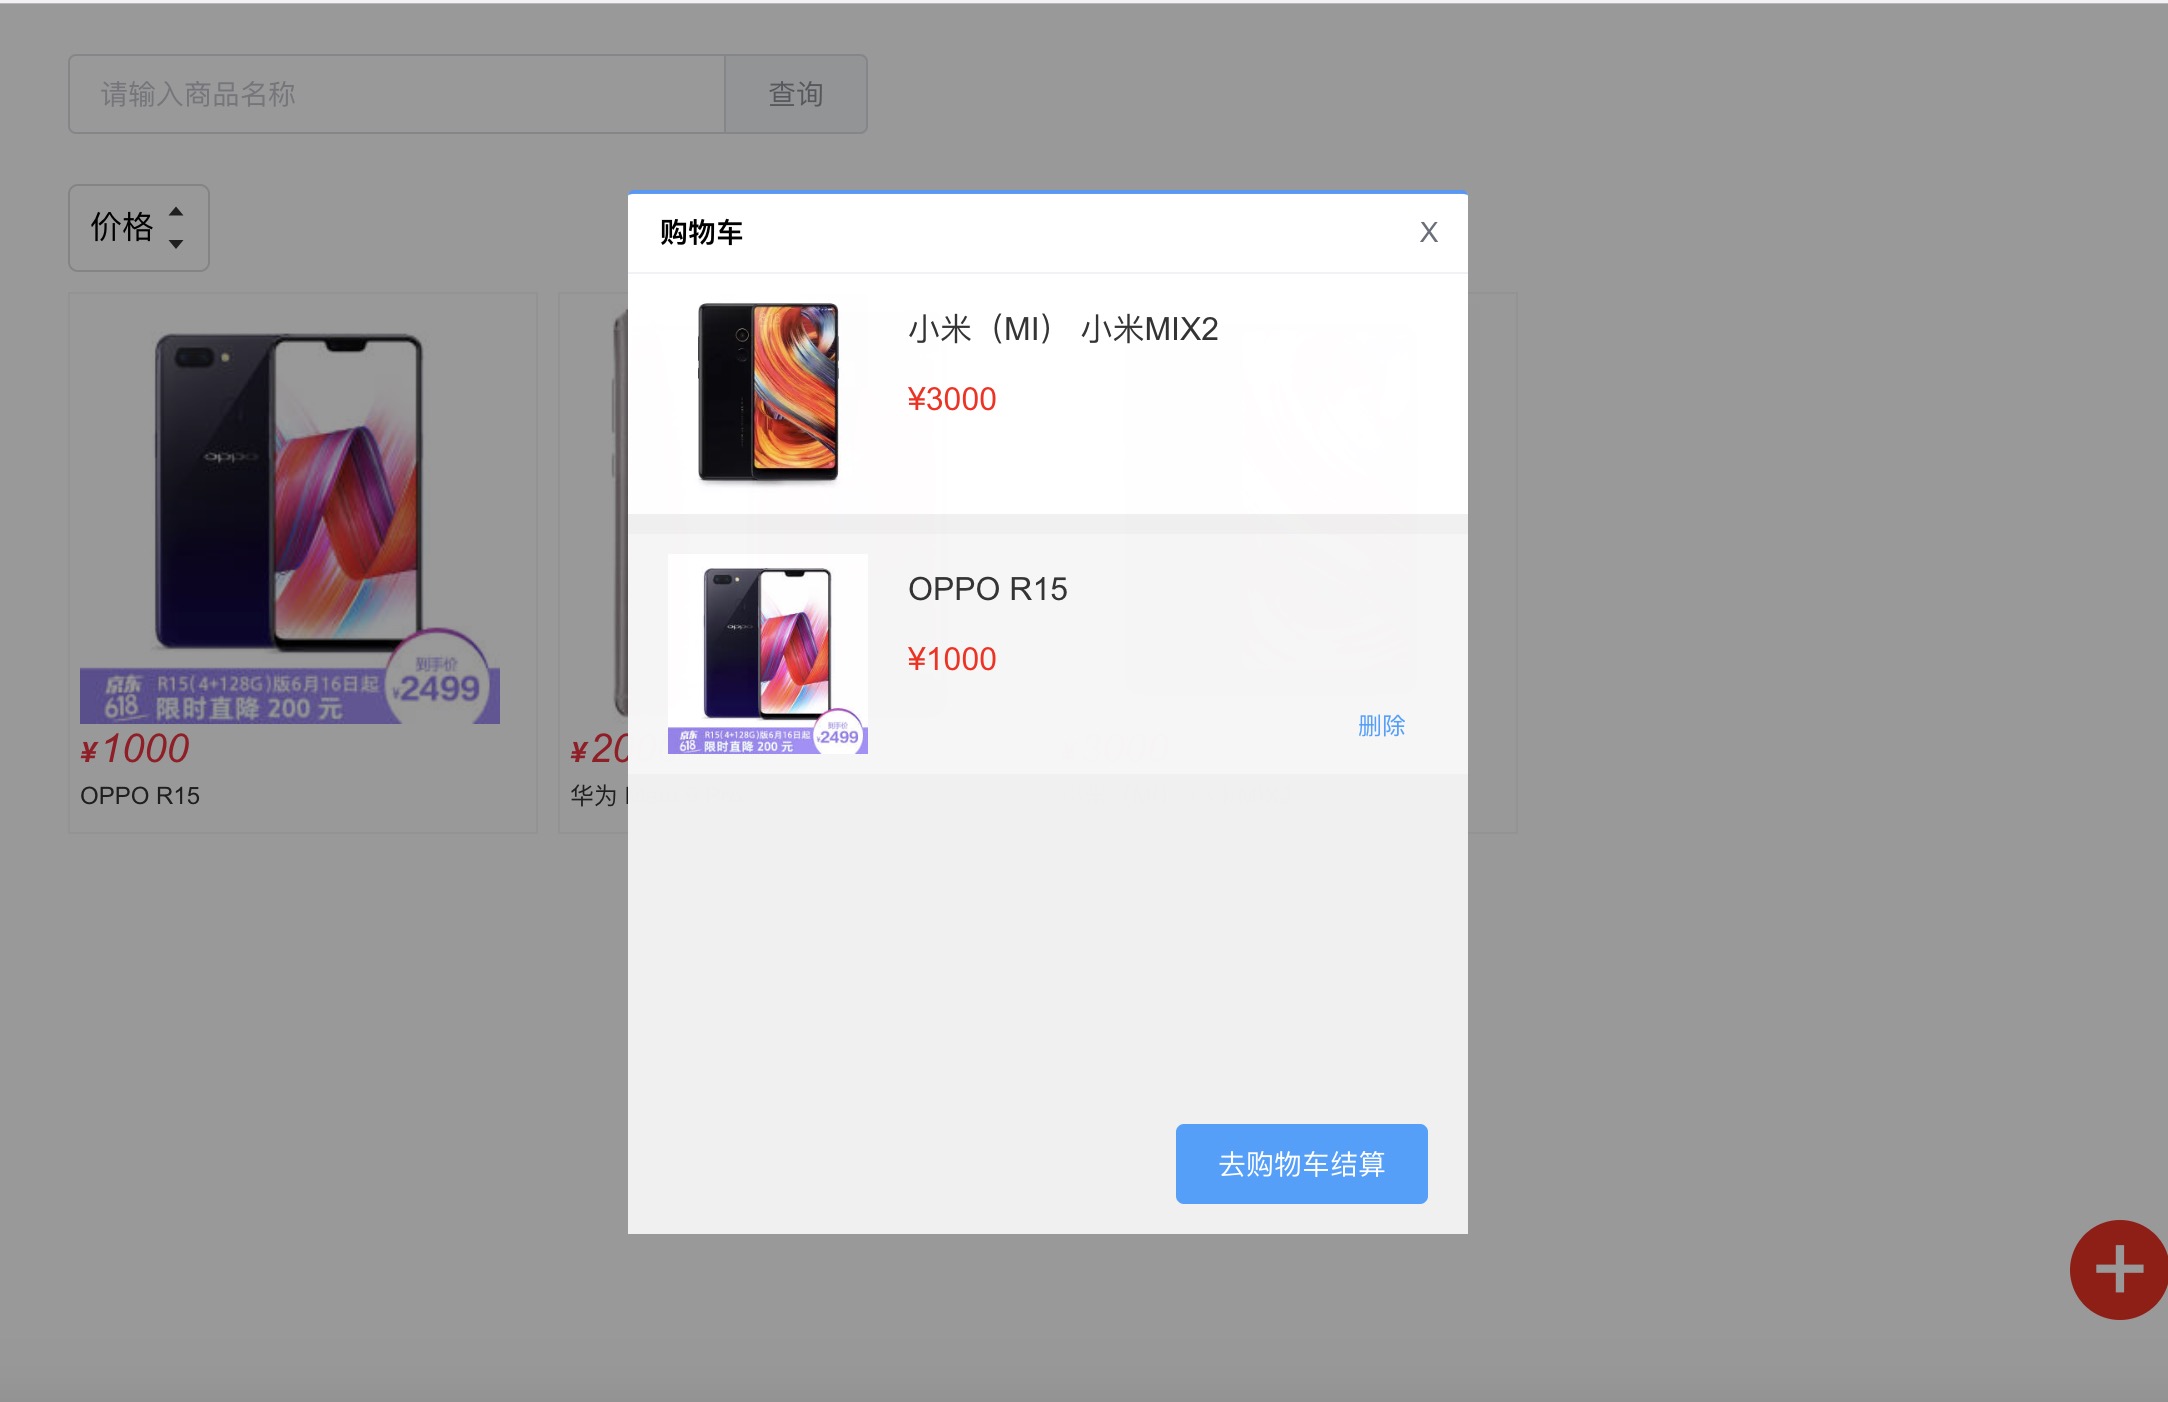 请输入商品名称
查询
价格
购物车
X
小米（MI） 小米MIX2
¥3000
OPPO R15
¥1000
删除
oppo
京东
618
R15(4+128G)版6月16日起
限时直降 200 元
到手价
¥2499
去购物车结算
oppo
京东
618
R15(4+128G)版6月16日起
限时直降 200 元
到手价
¥2499
¥1000
OPPO R15
¥20
华为